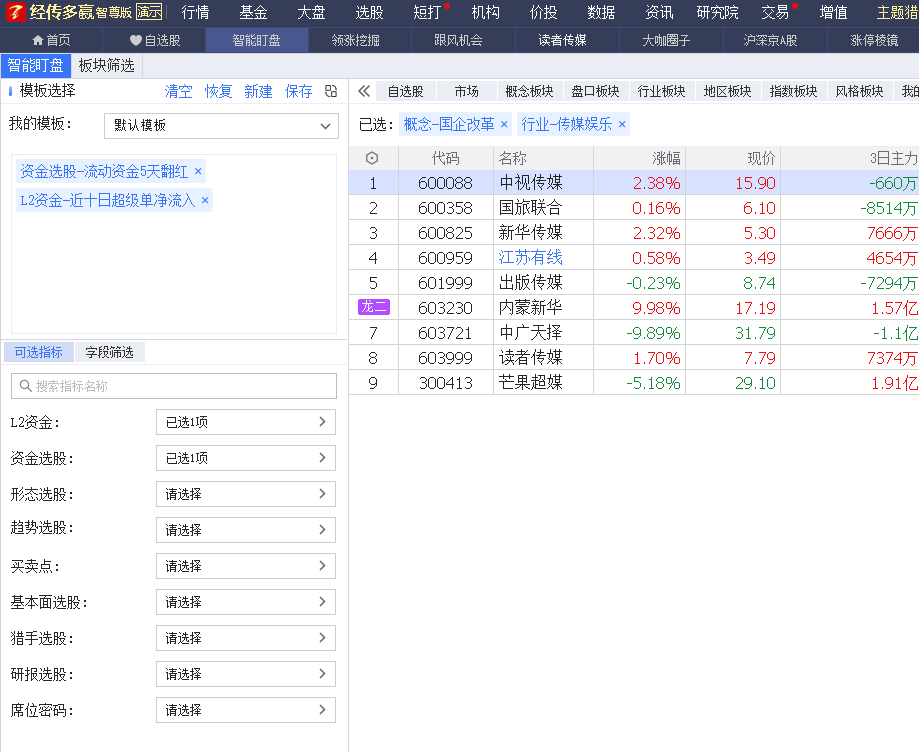 经传多赢 智尊版 演示 行情 基金 大盘 选股 短打 机构 价投 数据 资讯 研究院 交易 增值 主题猎
首页 自选股 智能盯盘 领涨挖掘 跟风机会 读者传媒 大咖圈子 沪深京A股 涨停棱镜
智能盯盘 板块筛选
模板选择 清空 恢复 新建 保存
自选股 市场 概念板块 盘口板块 行业板块 地区板块 指数板块 风格板块 我的
我的模板: 默认模板
已选: 概念-国企改革 × 行业-传媒娱乐 ×
资金选股-流动资金5天翻红 ×
L2资金-近十日超级单净流入 ×
代码 名称 涨幅 现价 3日主力
1 600088 中视传媒 2.38% 15.90 -660万
2 600358 国旅联合 0.16% 6.10 -8514万
3 600825 新华传媒 2.32% 5.30 7666万
4 600959 江苏有线 0.58% 3.49 4654万
5 601999 出版传媒 -0.23% 8.74 -7294万
龙二 603230 内蒙新华 9.98% 17.19 1.57亿
7 603721 中广天择 -9.89% 31.79 -1.1亿
8 603999 读者传媒 1.70% 7.79 7374万
9 300413 芒果超媒 -5.18% 29.10 1.91亿
可选指标 字段筛选
搜索指标名称
L2资金: 已选1项
资金选股: 已选1项
形态选股: 请选择
趋势选股: 请选择
买卖点: 请选择
基本面选股: 请选择
猎手选股: 请选择
研报选股: 请选择
席位密码: 请选择